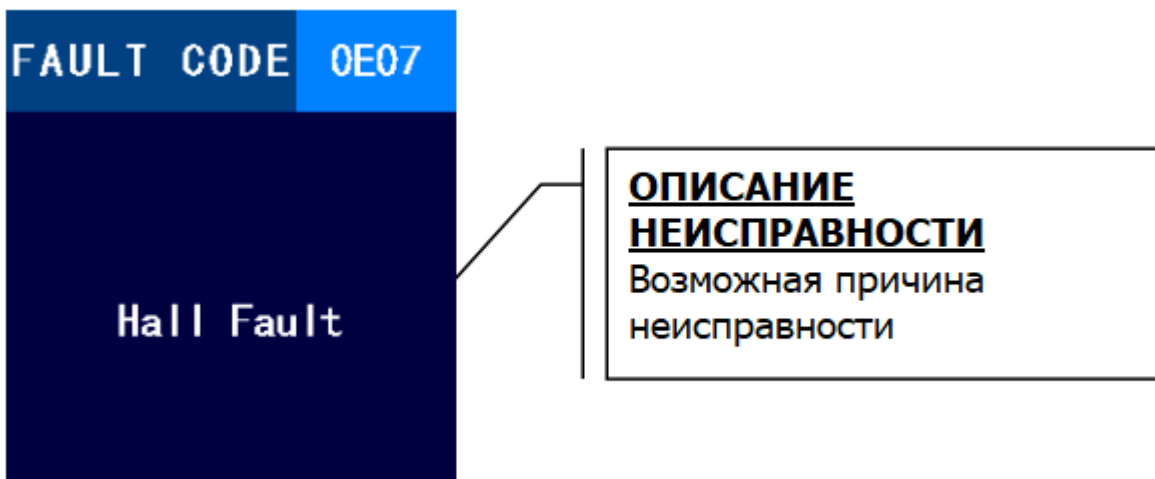 FAULT CODE 0E07
Hall Fault
ОПИСАНИЕ
НЕИСПРАВНОСТИ
Возможная причина
неисправности